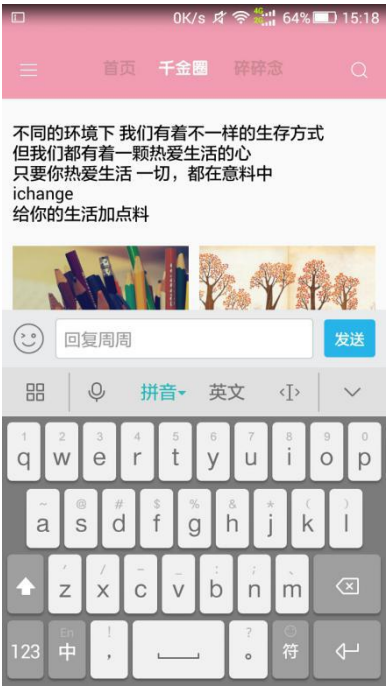 0K/s 4G 2G 64% 15:18
首页 千金圈 碎碎念
不同的环境下 我们有着不一样的生存方式
但我们都有着一颗热爱生活的心
只要你热爱生活 一切，都在意料中
ichange
给你的生活加点料
回复周周 发送
拼音 英文
1 2 3 4 5 6 7 8 9 0
q w e r t y u i o p
~ @ # $ % & * ( )
a s d f g h j k l
z x c v b n m
En ! ?
123 中 ， 。 符